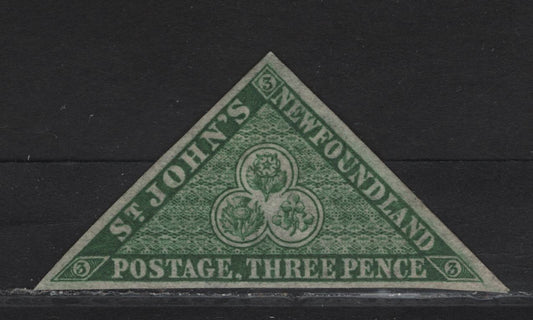 3
ST. JOHN'S
NEWFOUNDLAND
3
POSTAGE. THREE PENCE
3